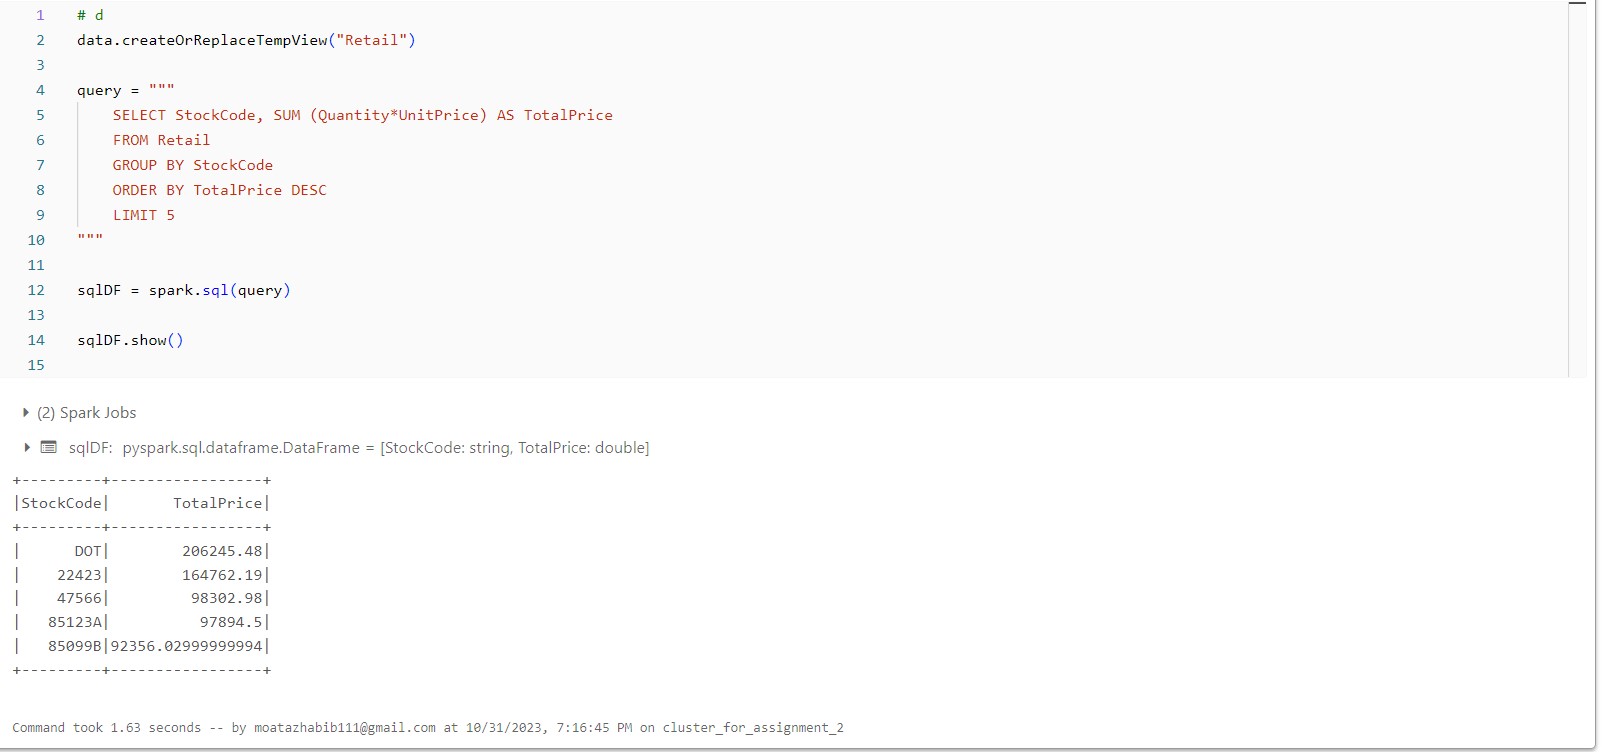 1 # d
2 data.createOrReplaceTempView("Retail")
3
4 query = """
5 SELECT StockCode, SUM (Quantity*UnitPrice) AS TotalPrice
6 FROM Retail
7 GROUP BY StockCode
8 ORDER BY TotalPrice DESC
9 LIMIT 5
10 """
11
12 sqlDF = spark.sql(query)
13
14 sqlDF.show()
15
(2) Spark Jobs
sqlDF: pyspark.sql.dataframe.DataFrame = [StockCode: string, TotalPrice: double]
+---------+-----------------+
|StockCode|       TotalPrice|
+---------+-----------------+
|      DOT|        206245.48|
|    22423|        164762.19|
|    47566|         98302.98|
|   85123A|          97894.5|
|   85099B|92356.02999999994|
+---------+-----------------+
Command took 1.63 seconds -- by moatazhabib111@gmail.com at 10/31/2023, 7:16:45 PM on cluster_for_assignment_2